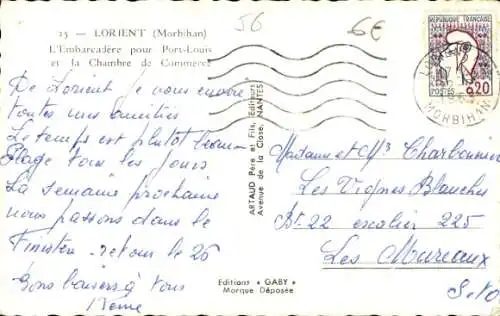 56
6€
23 — LORIENT (Morbihan)
L'Embarcadère pour Port-Louis
et la Chambre de Commerce
De Lorient je vous envoie
toutes mes amitiés
Le temps est plutôt beau
Plage tous les jours
La semaine prochaine
nous passons dans le
Finistère. retour le 26
Bons baisers à tous
ARTAUD Père et Fils, Éditeurs
Avenue de la Close, NANTES
Editions « GABY »
Marque Déposée
REPUBLIQUE FRANÇAISE
POSTES 0,20
MORBIHAN
Madame et Mr Charbonnier
Les Vignes Blanches
Bt 22 escalier 225
Les Mureaux
S.et.O